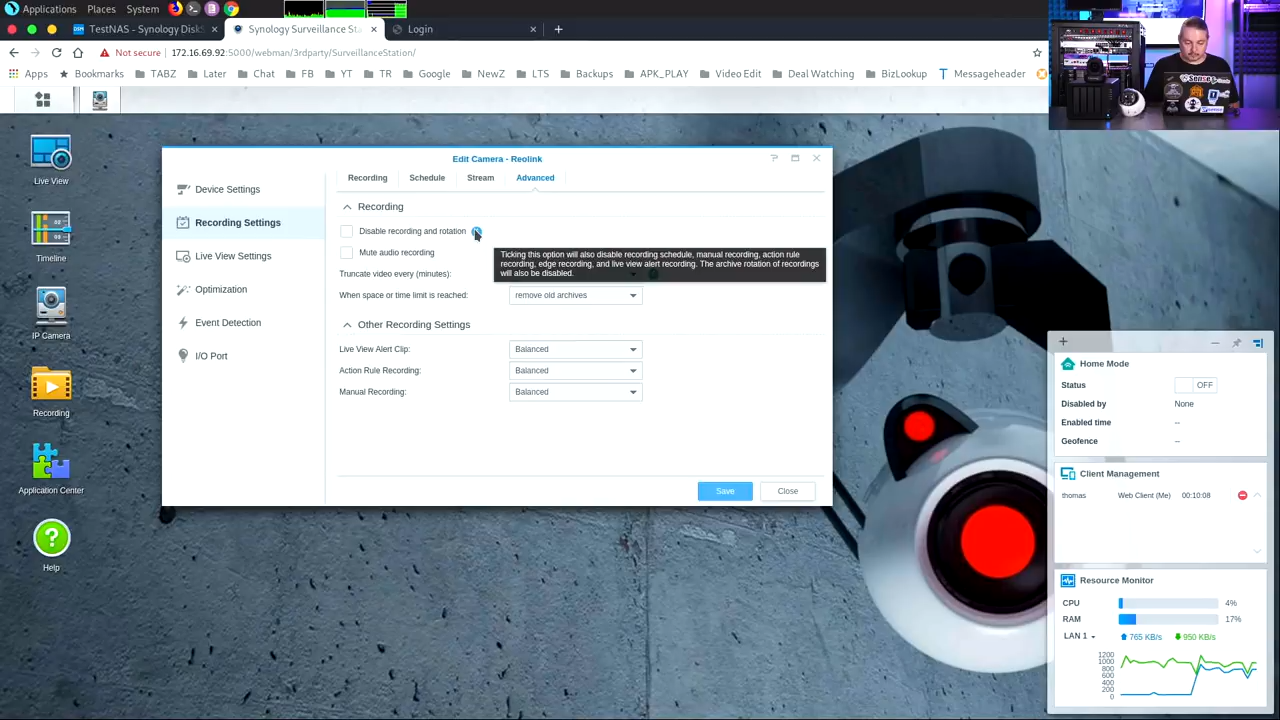 Applications Places System
TestNAS - Synology Disk
Synology Surveillance St
Login
Not secure 172.16.69.92:5000/webman/3rdparty/SurveillanceStation/
Apps Bookmarks TABZ Later Chat FB YT TR Google NewZ LTS Backups Video Edit Deal Watching BizLookup Messageheader
Live View
Timeline
IP Camera
Recording
Application Center
Help
Edit Camera - Reolink
Device Settings
Recording Settings
Live View Settings
Optimization
Event Detection
I/O Port
Recording Schedule Stream Advanced
Recording
Disable recording and rotation
Mute audio recording
Ticking this option will also disable recording schedule, manual recording, action rule
recording, edge recording, and live view alert recording. The archive rotation of recordings
will also be disabled.
Truncate video every (minutes):
When space or time limit is reached: remove old archives
Other Recording Settings
Live View Alert Clip: Balanced
Action Rule Recording: Balanced
Manual Recording: Balanced
Save Close
Home Mode
Status OFF
Disabled by None
Enabled time --
Geofence --
Client Management
thomas Web Client (Me) 00:10:08
Resource Monitor
CPU 4%
RAM 17%
LAN 1 765 KB/s 950 KB/s
1200
1000
800
600
400
200
0